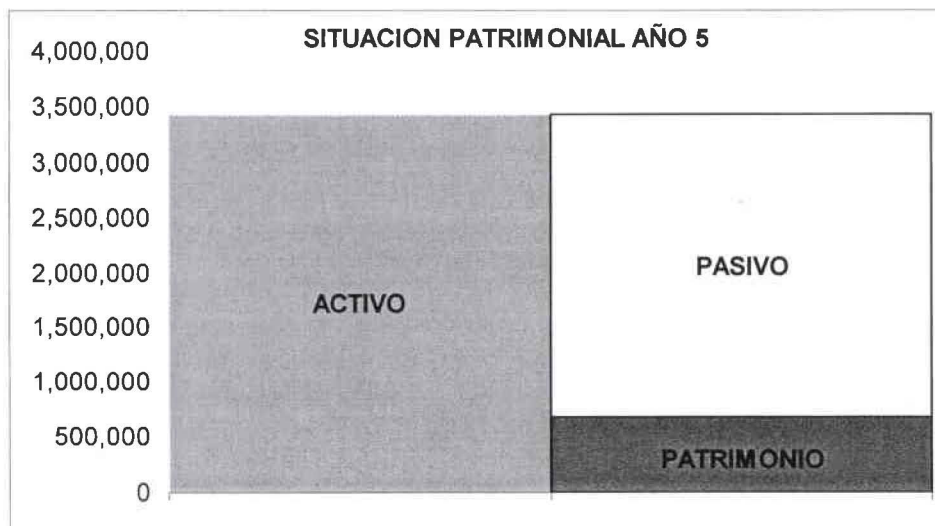 SITUACION PATRIMONIAL AÑO 5
4,000,000
3,500,000
3,000,000
2,500,000
2,000,000
1,500,000
1,000,000
500,000
0
ACTIVO
PASIVO
PATRIMONIO